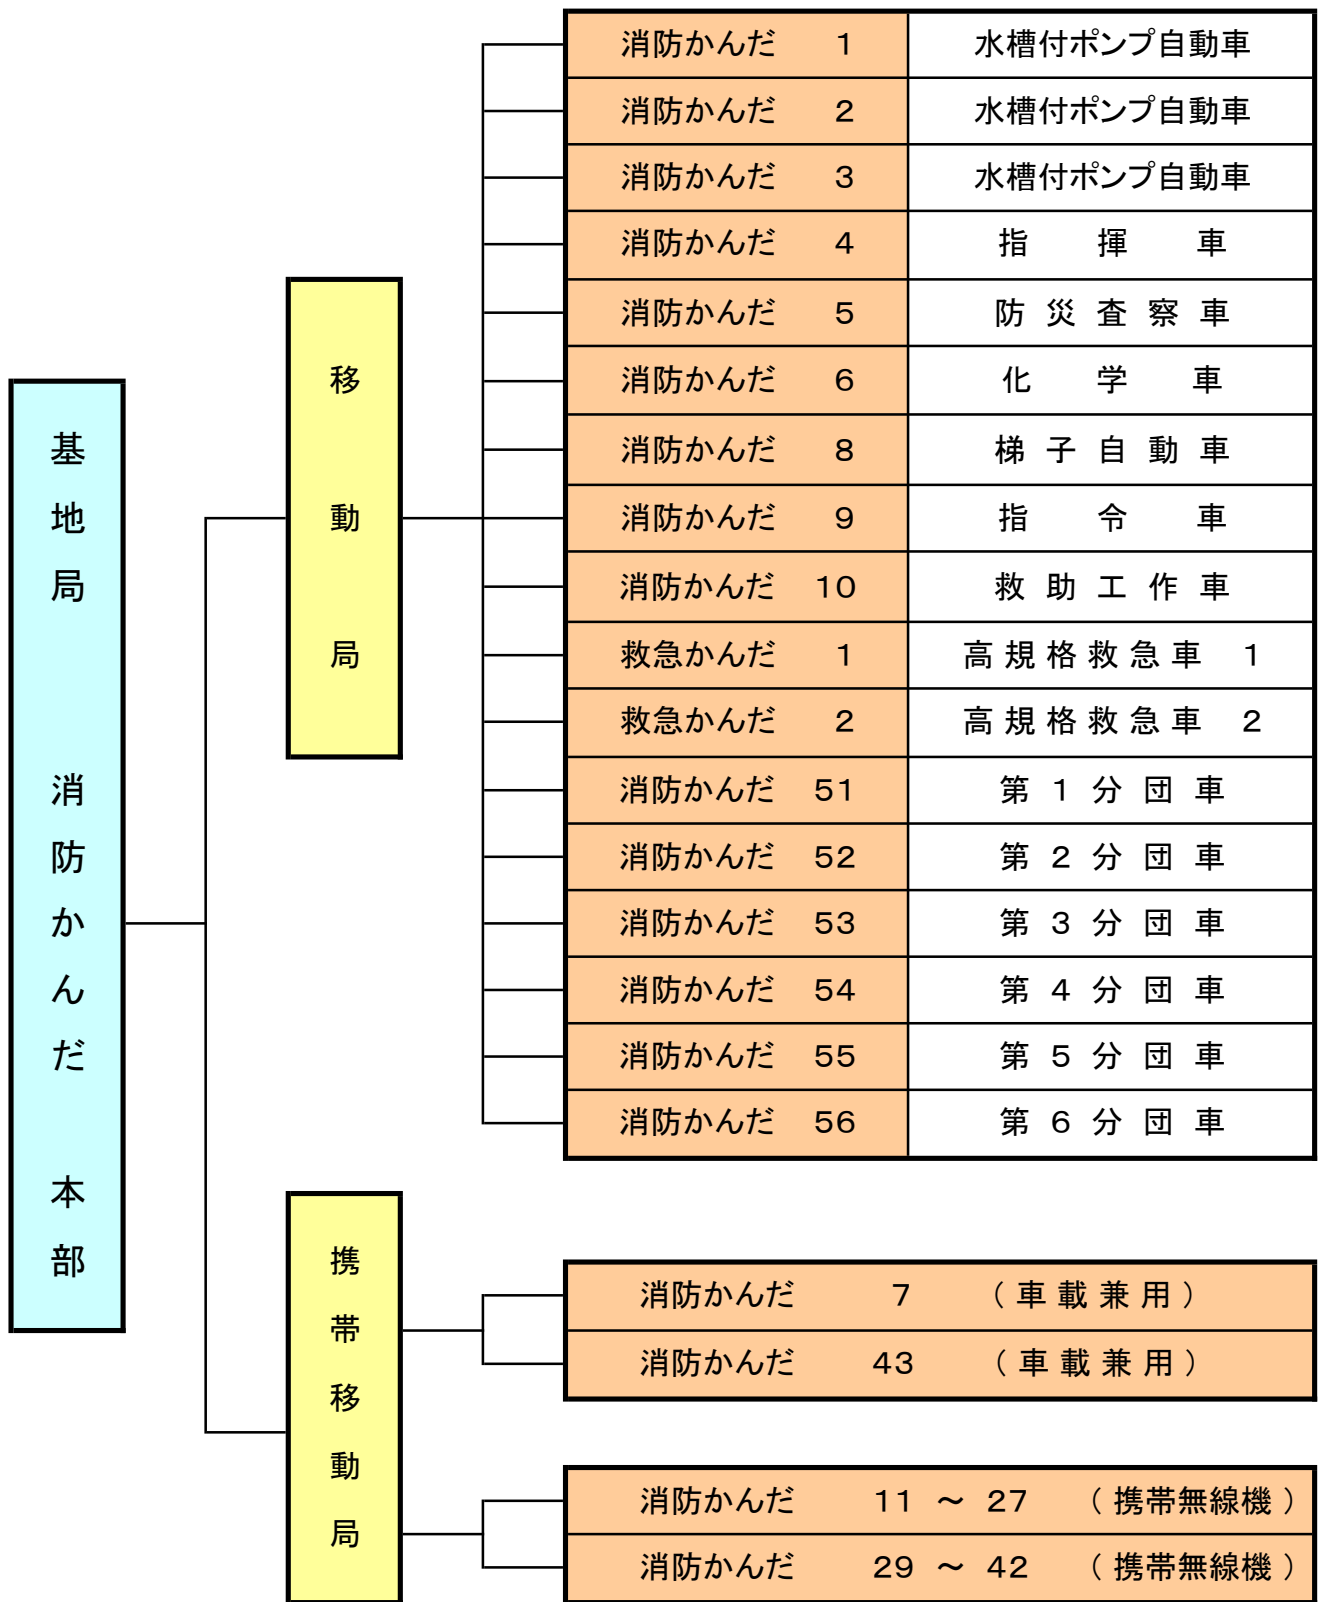 基地局　消防かんだ　本部
移動局
消防かんだ　1　水槽付ポンプ自動車
消防かんだ　2　水槽付ポンプ自動車
消防かんだ　3　水槽付ポンプ自動車
消防かんだ　4　指揮車
消防かんだ　5　防災査察車
消防かんだ　6　化学車
消防かんだ　8　梯子自動車
消防かんだ　9　指令車
消防かんだ　10　救助工作車
救急かんだ　1　高規格救急車　1
救急かんだ　2　高規格救急車　2
消防かんだ　51　第1分団車
消防かんだ　52　第2分団車
消防かんだ　53　第3分団車
消防かんだ　54　第4分団車
消防かんだ　55　第5分団車
消防かんだ　56　第6分団車
携帯移動局
消防かんだ　7　（車載兼用）
消防かんだ　43　（車載兼用）
消防かんだ　11 ～ 27　（携帯無線機）
消防かんだ　29 ～ 42　（携帯無線機）